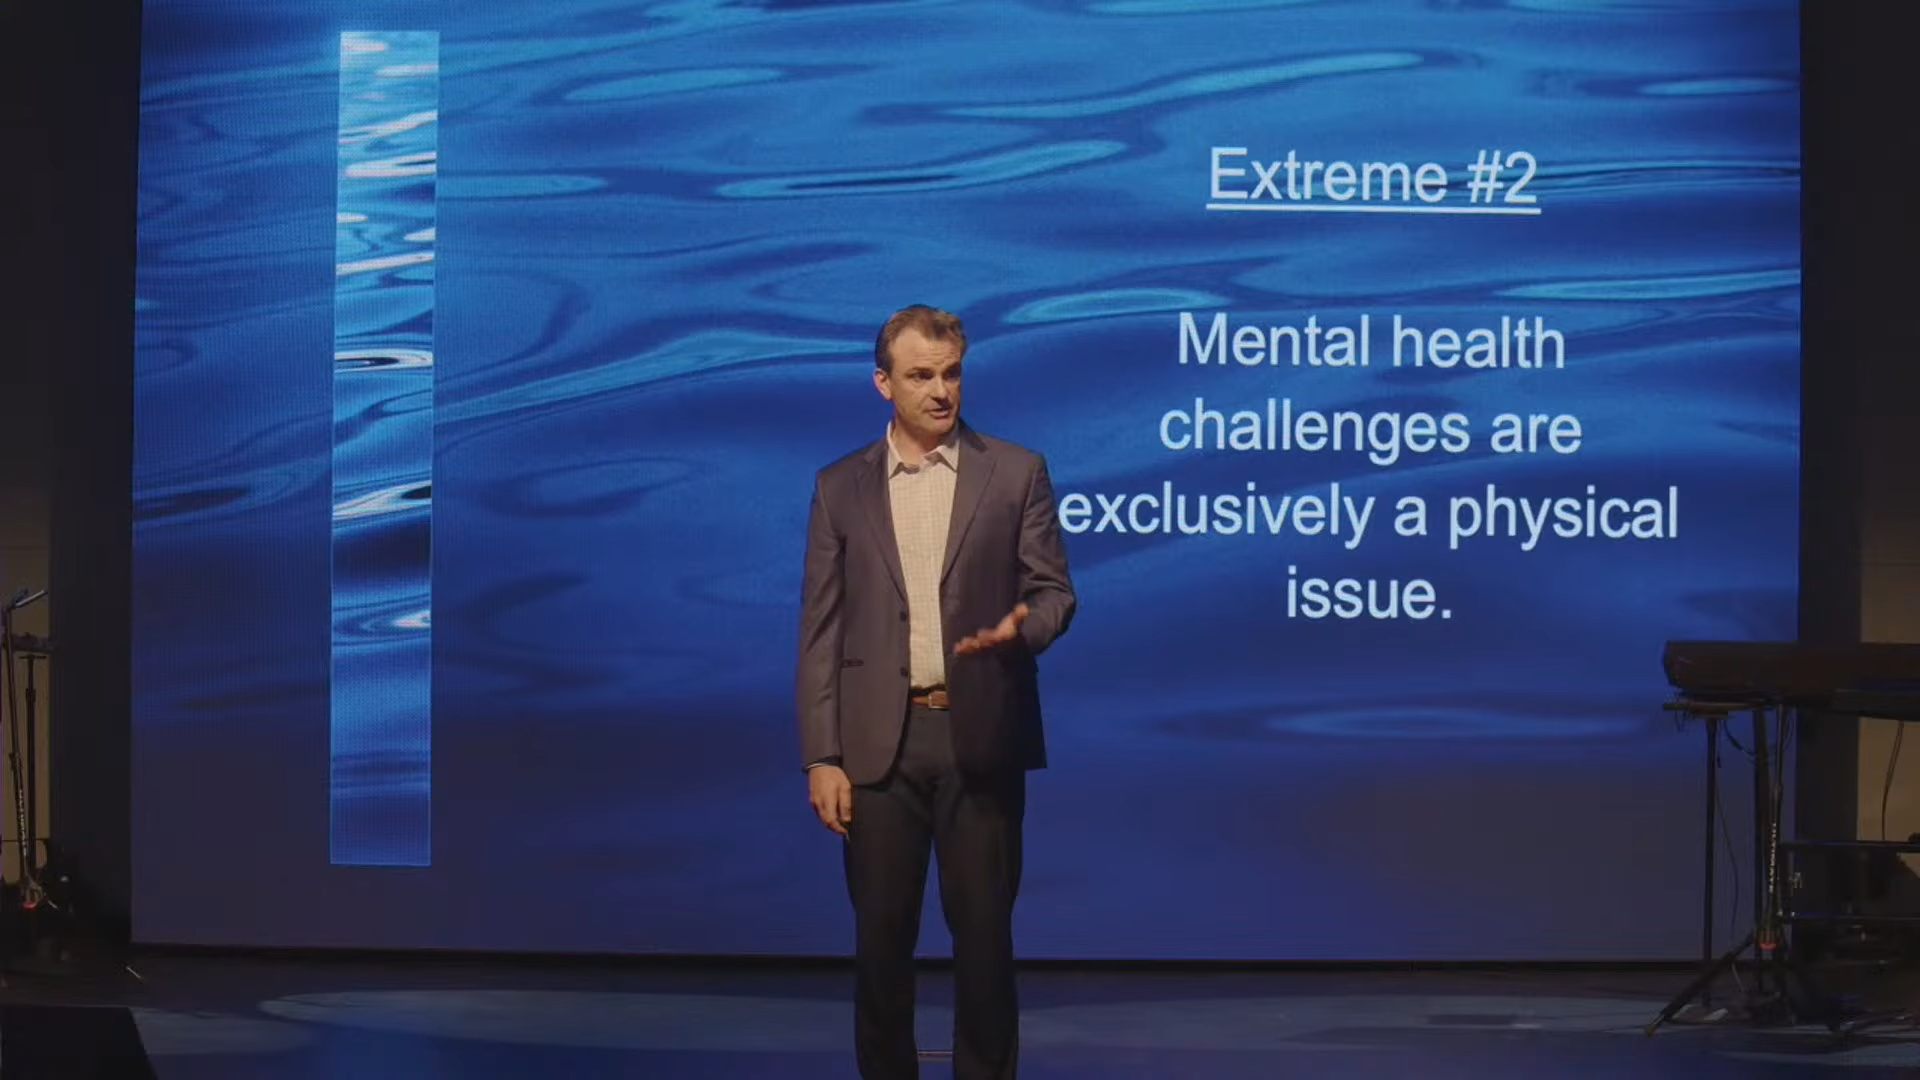 Extreme #2
Mental health
challenges are
exclusively a physical
issue.